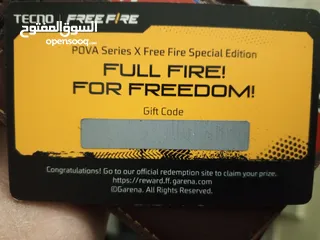 TECNO | FREE FIRE
السوق المفتوح
POVA Series X Free Fire Special Edition
FULL FIRE!
FOR FREEDOM!
Gift Code
Congratulations! Go to our official redemption site to claim your prize.
https://reward.ff.garena.com
©Garena. All Rights Reserved.